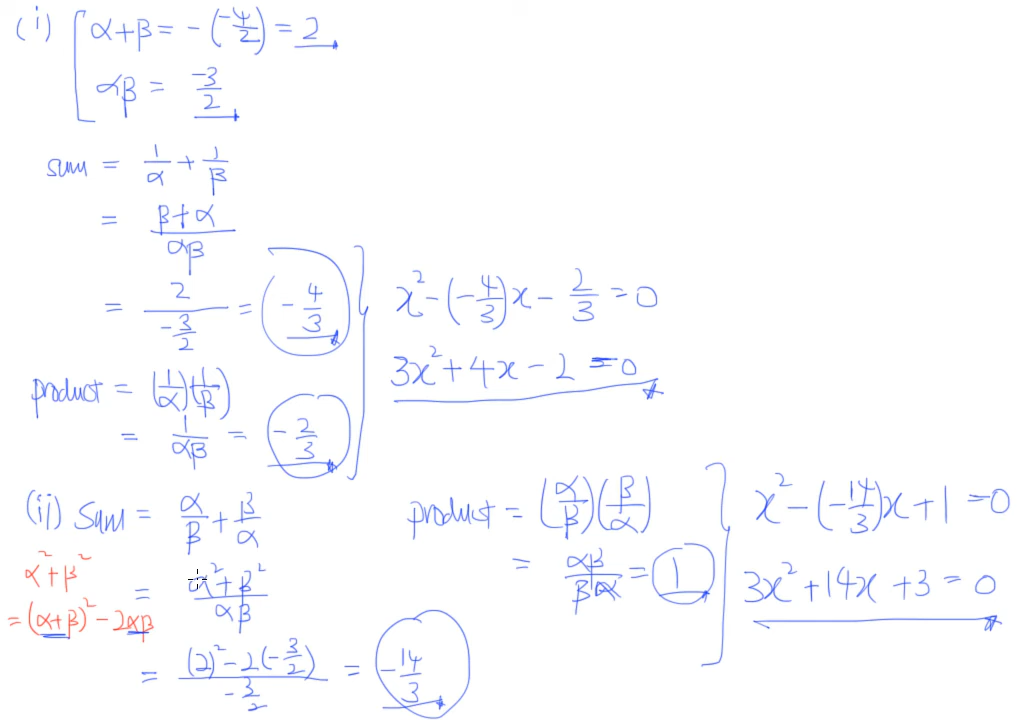 (i) α+β = -(-4/2) = 2
αβ = -3/2
sum = 1/α + 1/β
= (β+α)/(αβ)
= 2/(-3/2) = -4/3
product = (1/α)(1/β)
= 1/(αβ) = -2/3
x² - (-4/3)x - 2/3 = 0
3x² + 4x - 2 = 0
(ii) Sum = α/β + β/α
= (α²+β²)/(αβ)
α²+β²
= (α+β)² - 2αβ
= ((2)² - 2(-3/2))/(-3/2) = -14/3
product = (α/β)(β/α)
= αβ/βα = 1
x² - (-14/3)x + 1 = 0
3x² + 14x + 3 = 0